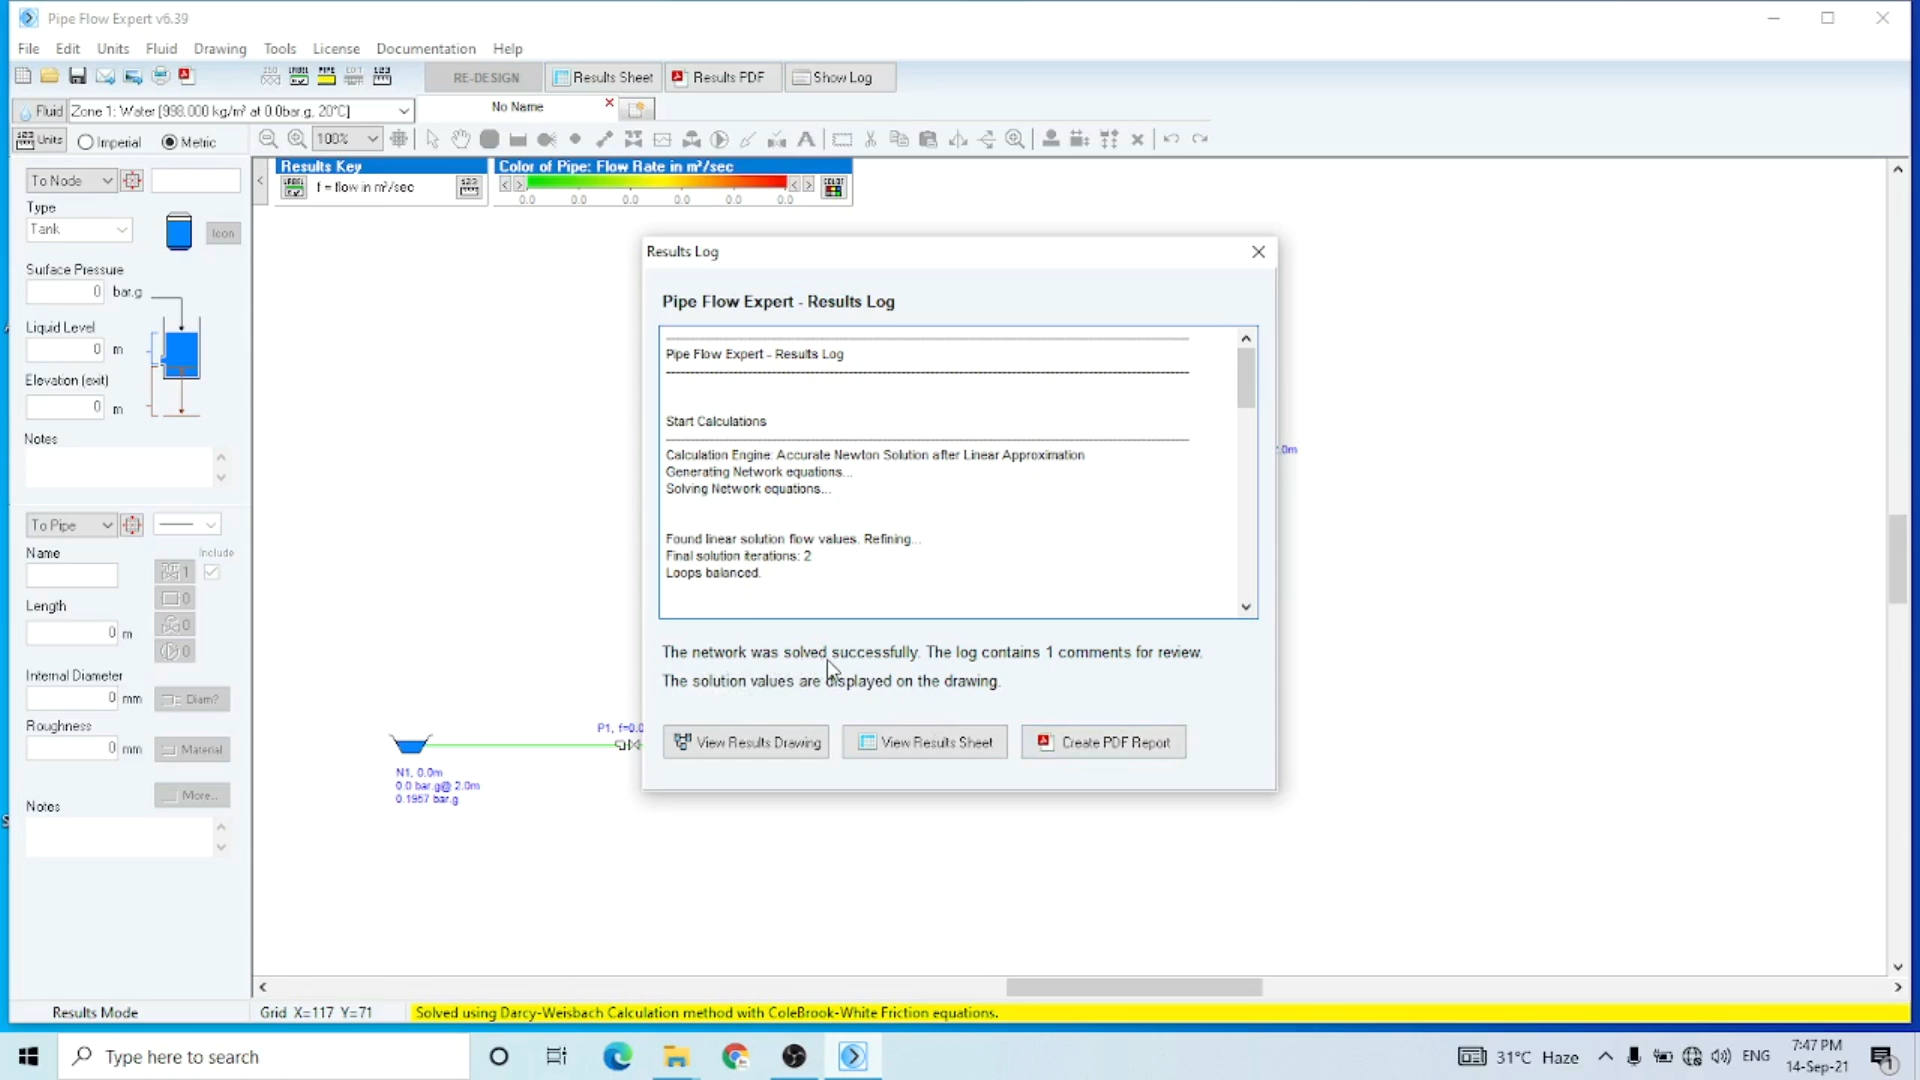 Pipe Flow Expert v6.39
File Edit Units Fluid Drawing Tools License Documentation Help
RE-DESIGN Results Sheet Results PDF Show Log
Fluid Zone 1: Water [998.000 kg/m³ at 0.0bar.g, 20°C] No Name
Units Imperial Metric 100%
Results Key Color of Pipe: Flow Rate in m³/sec
f = flow in m³/sec
0.0 0.0 0.0 0.0 0.0 0.0
To Node
Type
Tank Icon
Surface Pressure
0 bar.g
Liquid Level
0 m
Elevation (exit)
0 m
Notes
To Pipe
Name Include
1
0
Length
0 m 0
0
Internal Diameter
0 mm Diam?
Roughness
0 mm Material
More...
Notes
Results Log
Pipe Flow Expert - Results Log
Pipe Flow Expert - Results Log
Start Calculations
Calculation Engine: Accurate Newton Solution after Linear Approximation
Generating Network equations...
Solving Network equations...
Found linear solution flow values. Refining...
Final solution iterations: 2
Loops balanced.
The network was solved successfully. The log contains 1 comments for review.
The solution values are displayed on the drawing.
View Results Drawing View Results Sheet Create PDF Report
P1, f=0.0
N1, 0.0m
0.0 bar.g@ 2.0m
0.1957 bar.g
Results Mode Grid X=117 Y=71 Solved using Darcy-Weisbach Calculation method with ColeBrook-White Friction equations.
Type here to search
31°C Haze ENG 7:47 PM
14-Sep-21
1